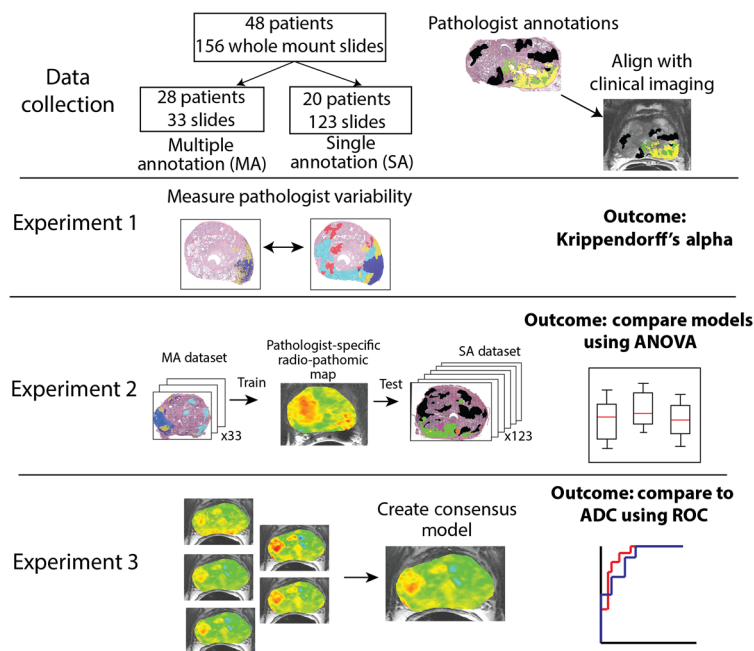 Data
collection
48 patients
156 whole mount slides
28 patients
33 slides
Multiple
annotation (MA)
20 patients
123 slides
Single
annotation (SA)
Pathologist annotations
Align with
clinical imaging
Experiment 1
Measure pathologist variability
Outcome:
Krippendorff's alpha
Experiment 2
MA dataset
x33
Train
Pathologist-specific
radio-pathomic
map
Test
SA dataset
x123
Outcome: compare models
using ANOVA
Experiment 3
Create consensus
model
Outcome: compare to
ADC using ROC